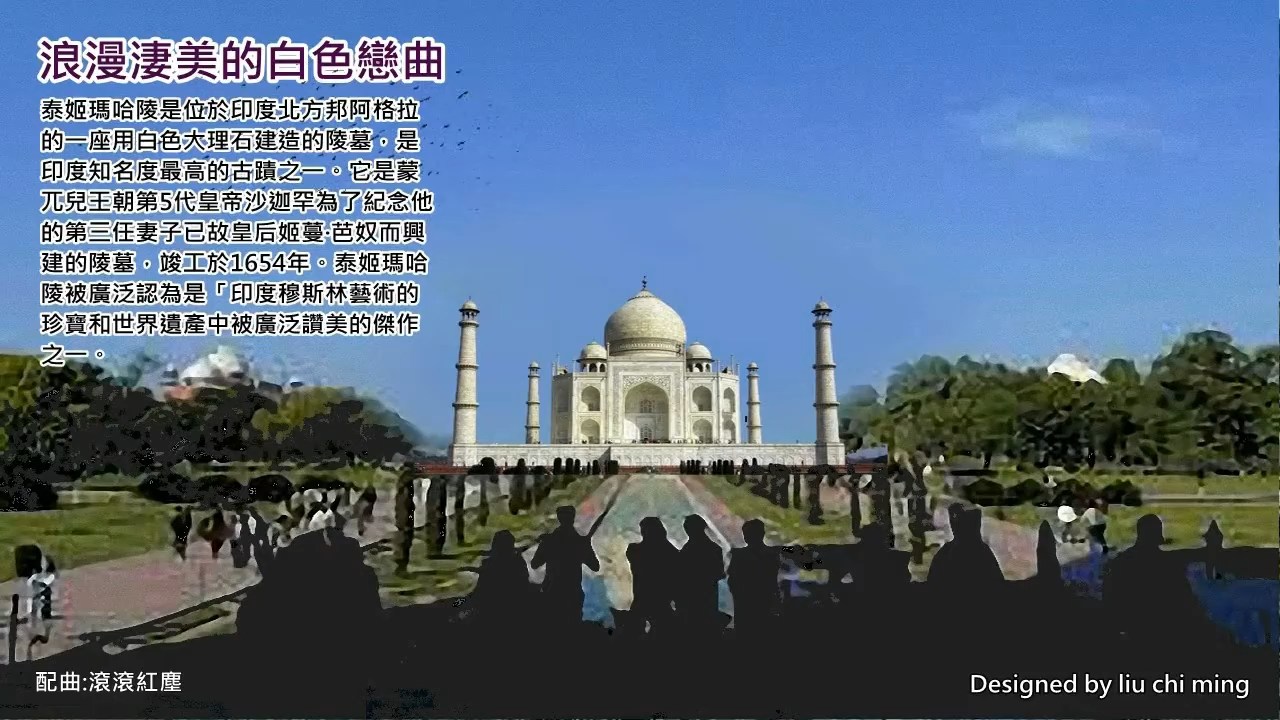 浪漫淒美的白色戀曲
泰姬瑪哈陵是位於印度北方邦阿格拉
的一座用白色大理石建造的陵墓，是
印度知名度最高的古蹟之一。它是蒙
兀兒王朝第5代皇帝沙迦罕為了紀念他
的第三任妻子已故皇后姬蔓·芭奴而興
建的陵墓，竣工於1654年。泰姬瑪哈
陵被廣泛認為是「印度穆斯林藝術的
珍寶和世界遺產中被廣泛讚美的傑作
之一。
配曲:滾滾紅塵
Designed by liu chi ming